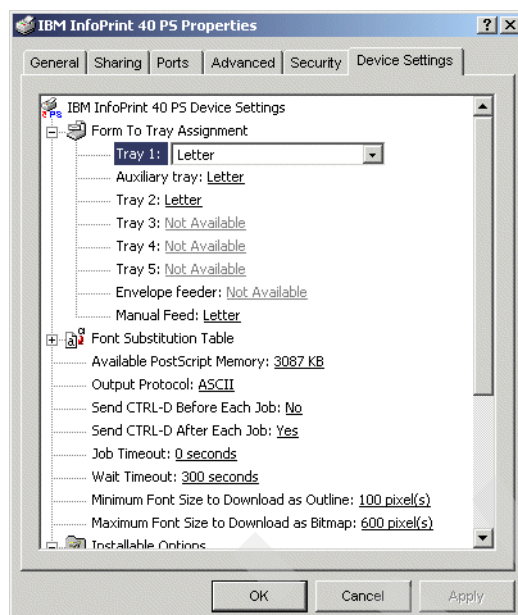 IBM InfoPrint 40 PS Properties
General Sharing Ports Advanced Security Device Settings
PS IBM InfoPrint 40 PS Device Settings
Form To Tray Assignment
Tray 1: Letter
Auxiliary tray: Letter
Tray 2: Letter
Tray 3: Not Available
Tray 4: Not Available
Tray 5: Not Available
Envelope feeder: Not Available
Manual Feed: Letter
Font Substitution Table
Available PostScript Memory: 3087 KB
Output Protocol: ASCII
Send CTRL-D Before Each Job: No
Send CTRL-D After Each Job: Yes
Job Timeout: 0 seconds
Wait Timeout: 300 seconds
Minimum Font Size to Download as Outline: 100 pixel(s)
Maximum Font Size to Download as Bitmap: 600 pixel(s)
Installable Options
OK Cancel Apply